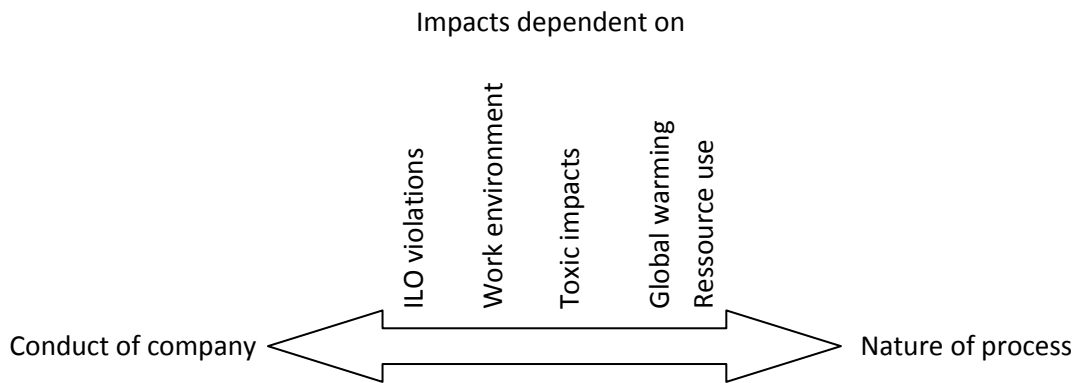 Impacts dependent on
ILO violations
Work environment
Toxic impacts
Global warming
Ressource use
Conduct of company
Nature of process